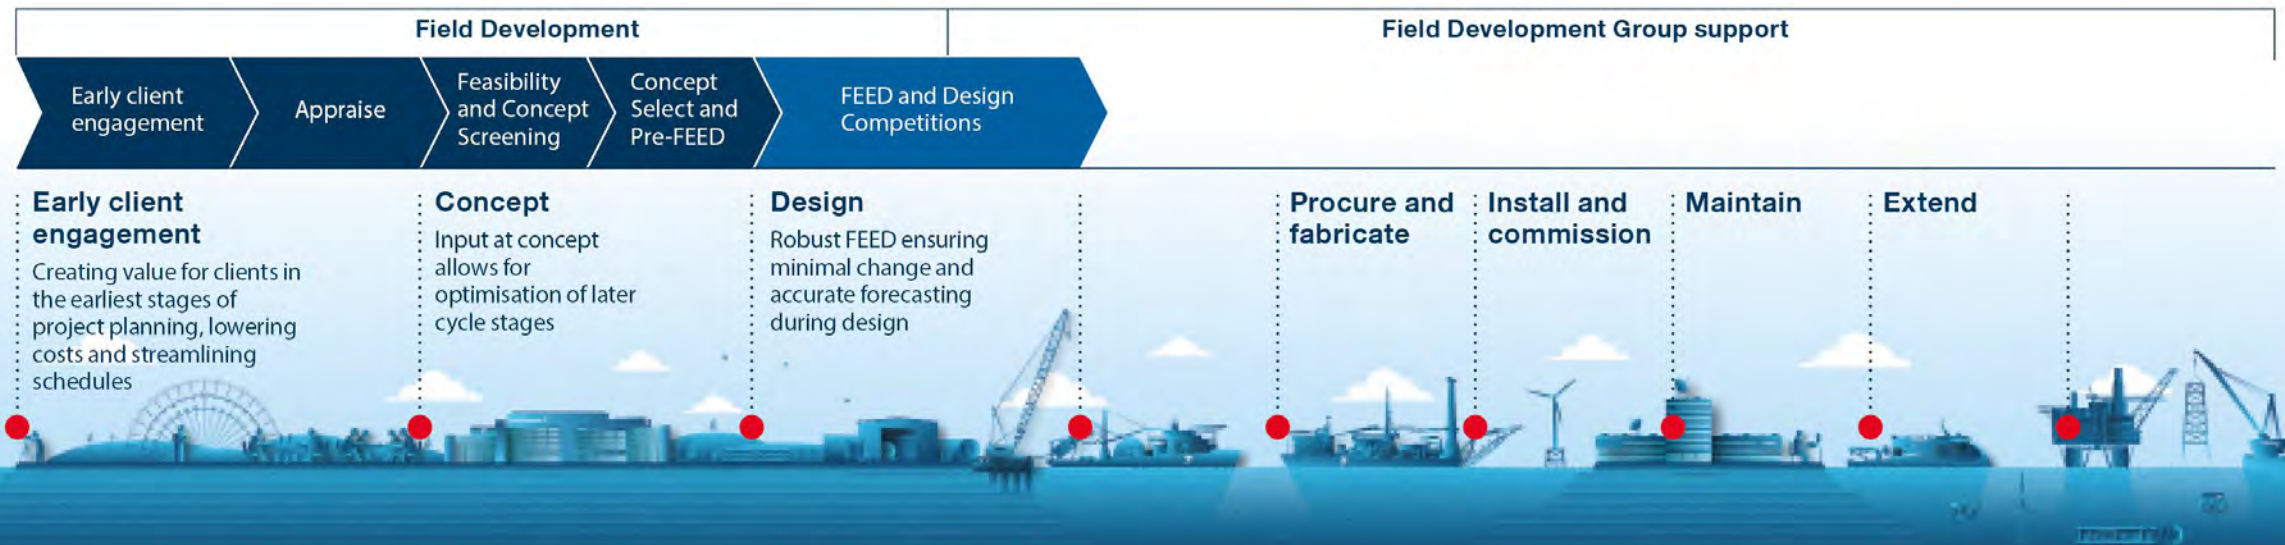 Field Development
Field Development Group support
Early client
engagement
Appraise
Feasibility
and Concept
Screening
Concept
Select and
Pre-FEED
FEED and Design
Competitions
Early client
engagement
Creating value for clients in
the earliest stages of
project planning, lowering
costs and streamlining
schedules
Concept
Input at concept
allows for
optimisation of later
cycle stages
Design
Robust FEED ensuring
minimal change and
accurate forecasting
during design
Procure and
fabricate
Install and
commission
Maintain
Extend